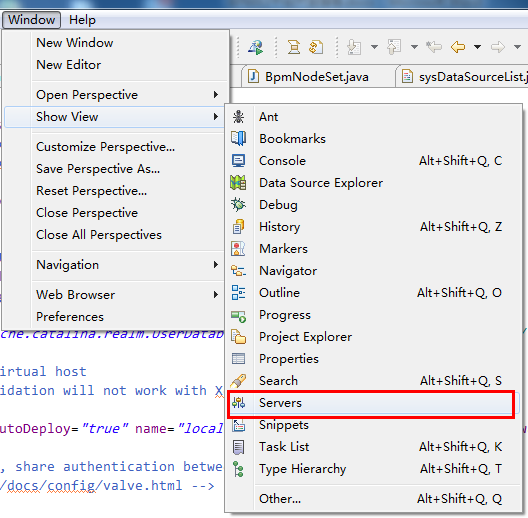 Window Help
New Window
New Editor
BpmNodeSet.java sysDataSourceList.j
Open Perspective
Show View
Ant
Customize Perspective...
Bookmarks
Save Perspective As...
Console Alt+Shift+Q, C
Reset Perspective...
Data Source Explorer
Close Perspective
Debug
Close All Perspectives
History Alt+Shift+Q, Z
Markers
Navigation
Navigator
Web Browser
Outline Alt+Shift+Q, O
Preferences
Progress
che.catalina.realm.UserDatab
Project Explorer
Properties
irtual host
Search Alt+Shift+Q, S
idation will not work with X
Servers
Snippets
utoDeploy="true" name="local
Task List Alt+Shift+Q, K
, share authentication betwe
Type Hierarchy Alt+Shift+Q, T
/docs/config/valve.html -->
Other... Alt+Shift+Q, Q